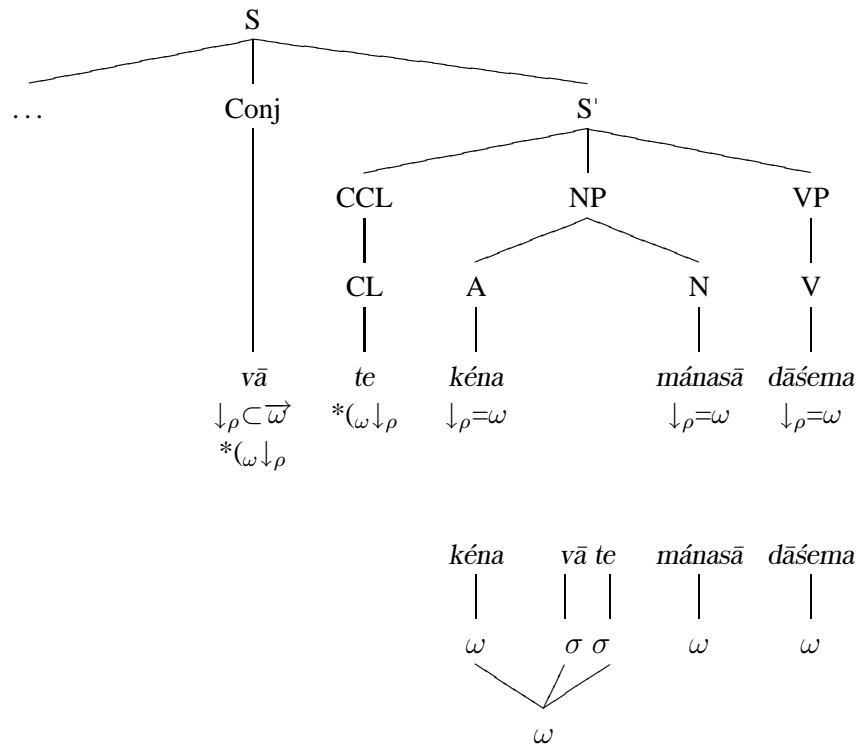 S
... Conj S'
CCL NP VP
CL A N V
vā te kéna mánasā dāśema
↓ρ⊂ω⃗ *(ω↓ρ ↓ρ=ω ↓ρ=ω ↓ρ=ω
*(ω↓ρ
kéna vā te mánasā dāśema
ω σ σ ω ω
ω